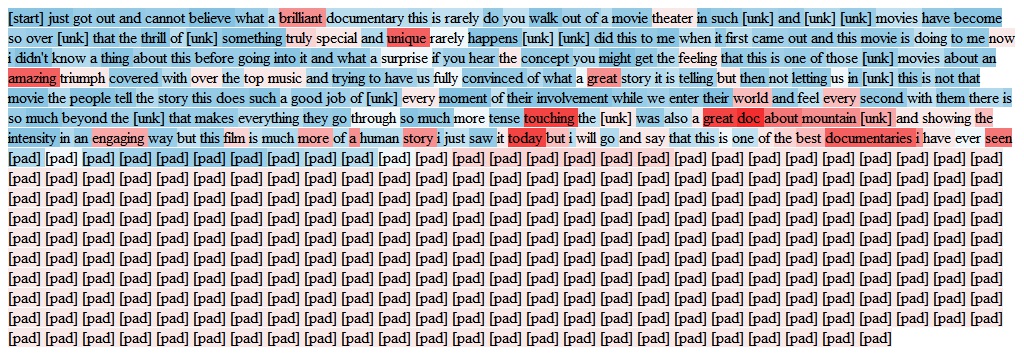 [start] just got out and cannot believe what a brilliant documentary this is rarely do you walk out of a movie theater in such [unk] and [unk] [unk] movies have become
so over [unk] that the thrill of [unk] something truly special and unique rarely happens [unk] [unk] did this to me when it first came out and this movie is doing to me now
i didn't know a thing about this before going into it and what a surprise if you hear the concept you might get the feeling that this is one of those [unk] movies about an
amazing triumph covered with over the top music and trying to have us fully convinced of what a great story it is telling but then not letting us in [unk] this is not that
movie the people tell the story this does such a good job of [unk] every moment of their involvement while we enter their world and feel every second with them there is
so much beyond the [unk] that makes everything they go through so much more tense touching the [unk] was also a great doc about mountain [unk] and showing the
intensity in an engaging way but this film is much more of a human story i just saw it today but i will go and say that this is one of the best documentaries i have ever seen
[pad] [pad] [pad] [pad] [pad] [pad] [pad] [pad] [pad] [pad] [pad] [pad] [pad] [pad] [pad] [pad] [pad] [pad] [pad] [pad] [pad] [pad] [pad] [pad] [pad] [pad] [pad]
[pad] [pad] [pad] [pad] [pad] [pad] [pad] [pad] [pad] [pad] [pad] [pad] [pad] [pad] [pad] [pad] [pad] [pad] [pad] [pad] [pad] [pad] [pad] [pad] [pad] [pad] [pad]
[pad] [pad] [pad] [pad] [pad] [pad] [pad] [pad] [pad] [pad] [pad] [pad] [pad] [pad] [pad] [pad] [pad] [pad] [pad] [pad] [pad] [pad] [pad] [pad] [pad] [pad] [pad]
[pad] [pad] [pad] [pad] [pad] [pad] [pad] [pad] [pad] [pad] [pad] [pad] [pad] [pad] [pad] [pad] [pad] [pad] [pad] [pad] [pad] [pad] [pad] [pad] [pad] [pad] [pad]
[pad] [pad] [pad] [pad] [pad] [pad] [pad] [pad] [pad] [pad] [pad] [pad] [pad] [pad] [pad] [pad] [pad] [pad] [pad] [pad] [pad] [pad] [pad] [pad] [pad] [pad] [pad]
[pad] [pad] [pad] [pad] [pad] [pad] [pad] [pad] [pad] [pad] [pad] [pad] [pad] [pad] [pad] [pad] [pad] [pad] [pad] [pad] [pad] [pad] [pad] [pad] [pad] [pad] [pad]
[pad] [pad] [pad] [pad] [pad] [pad] [pad] [pad] [pad] [pad] [pad] [pad] [pad] [pad] [pad] [pad] [pad] [pad] [pad] [pad] [pad] [pad] [pad] [pad] [pad] [pad] [pad]
[pad] [pad] [pad] [pad] [pad] [pad] [pad] [pad] [pad] [pad] [pad] [pad] [pad] [pad] [pad] [pad] [pad] [pad] [pad] [pad] [pad] [pad] [pad] [pad] [pad] [pad] [pad]
[pad] [pad] [pad] [pad] [pad] [pad] [pad] [pad] [pad] [pad] [pad] [pad] [pad] [pad] [pad] [pad] [pad] [pad] [pad] [pad] [pad] [pad] [pad] [pad] [pad] [pad] [pad]
[pad] [pad] [pad] [pad] [pad] [pad] [pad] [pad] [pad] [pad] [pad] [pad] [pad] [pad] [pad] [pad] [pad] [pad] [pad] [pad] [pad] [pad] [pad] [pad]